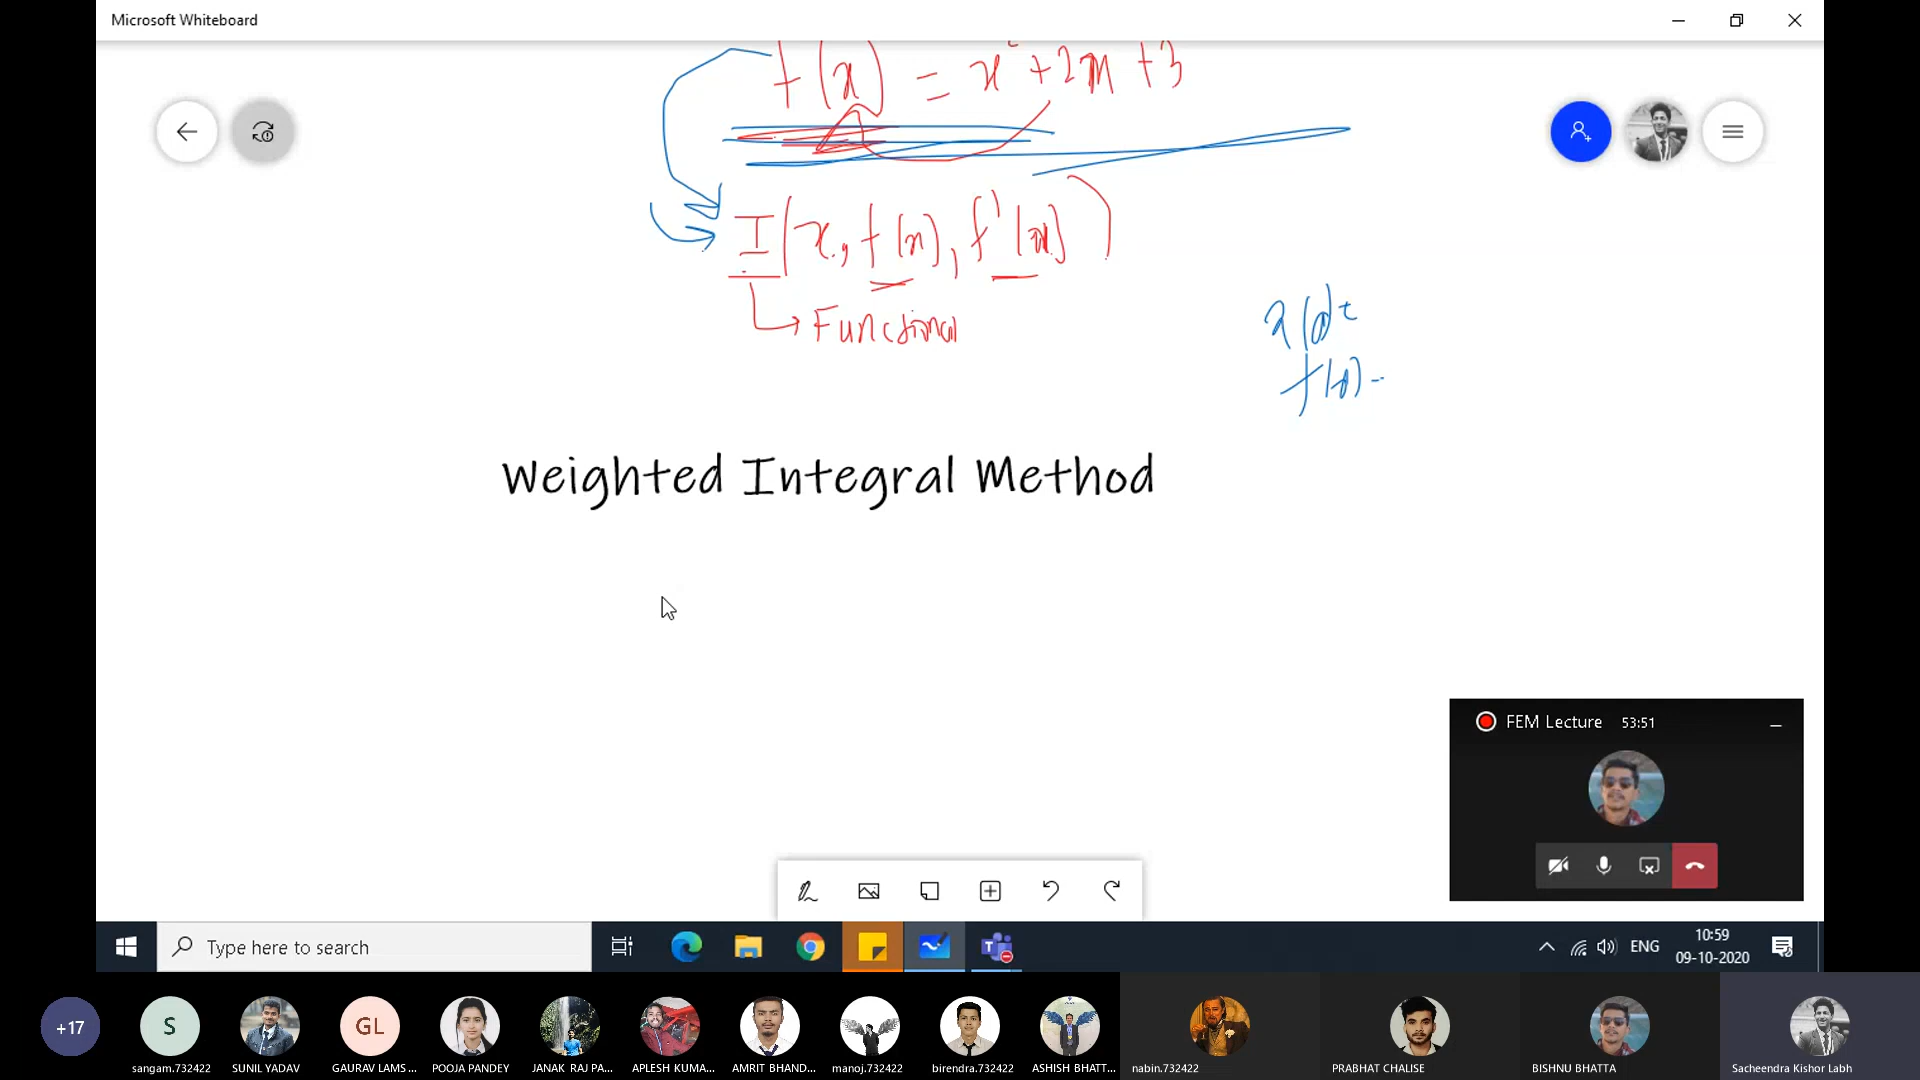 Microsoft Whiteboard
f(x) = x² + 2x + 3
I(x, f(x), f'(x))
Functional
f(x) =
Weighted Integral Method
FEM Lecture 53:51
Type here to search
ENG
10:59
09-10-2020
+17
S
GL
sangam.732422
SUNIL YADAV
GAURAV LAMS...
POOJA PANDEY
JANAK RAJ PA...
APLESH KUMA...
AMRIT BHAND...
manoj.732422
birendra.732422
ASHISH BHATT...
nabin.732422
PRABHAT CHALISE
BISHNU BHATTA
Sacheendra Kishor Labh